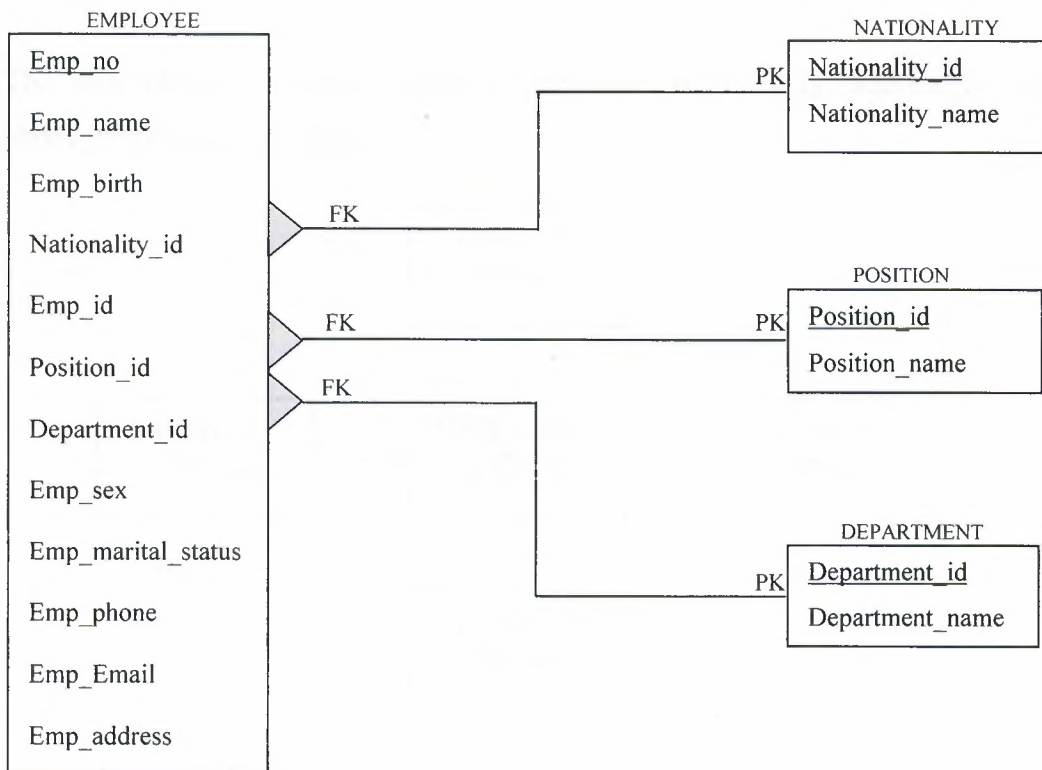 EMPLOYEE
Emp_no
Emp_name
Emp_birth
Nationality_id
Emp_id
Position_id
Department_id
Emp_sex
Emp_marital_status
Emp_phone
Emp_Email
Emp_address
FK
FK
FK
NATIONALITY
PK
Nationality_id
Nationality_name
POSITION
PK
Position_id
Position_name
DEPARTMENT
PK
Department_id
Department_name